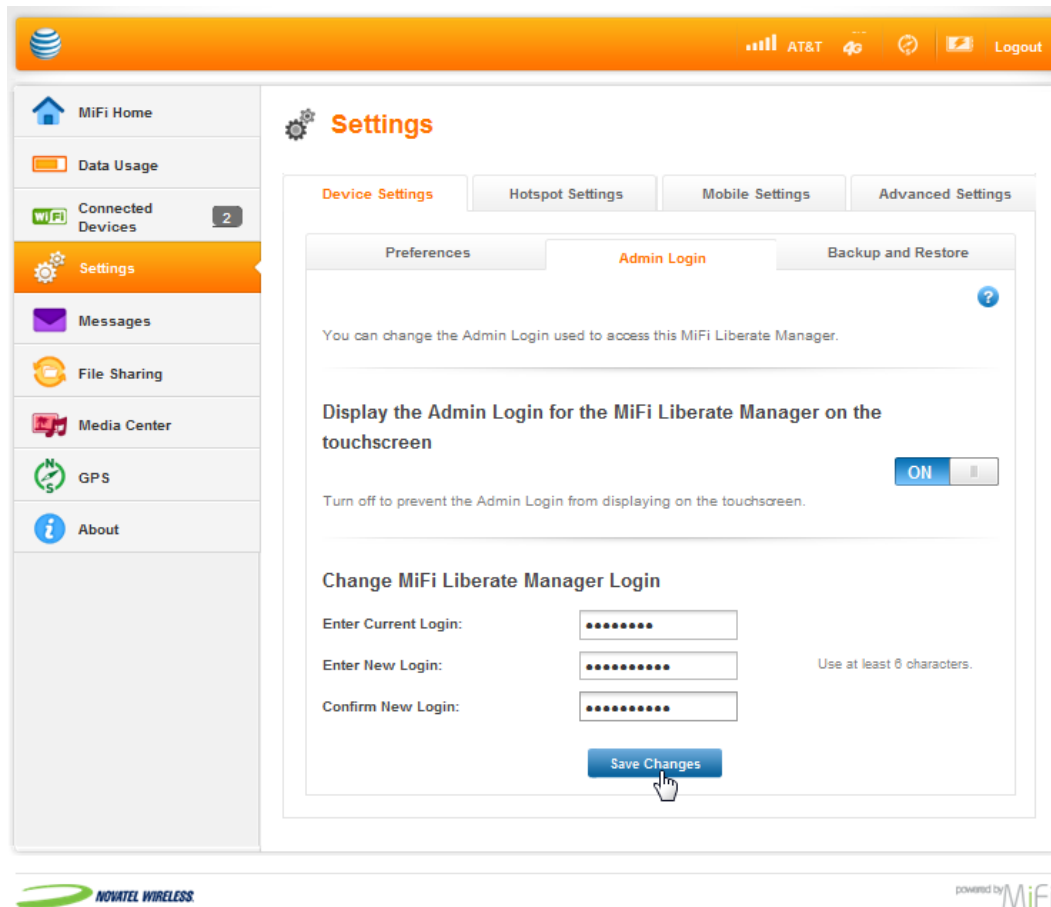 AT&T 4G Logout
MiFi Home
Data Usage
WiFi Connected
Devices 2
Settings
Messages
File Sharing
Media Center
N
S GPS
i About
Settings
Device Settings Hotspot Settings Mobile Settings Advanced Settings
Preferences Admin Login Backup and Restore
?
You can change the Admin Login used to access this MiFi Liberate Manager.
Display the Admin Login for the MiFi Liberate Manager on the
touchscreen
ON
Turn off to prevent the Admin Login from displaying on the touchscreen.
Change MiFi Liberate Manager Login
Enter Current Login: ••••••••
Enter New Login: •••••••••• Use at least 6 characters.
Confirm New Login: ••••••••••
Save Changes
NOVATEL WIRELESS.
powered by MiFi